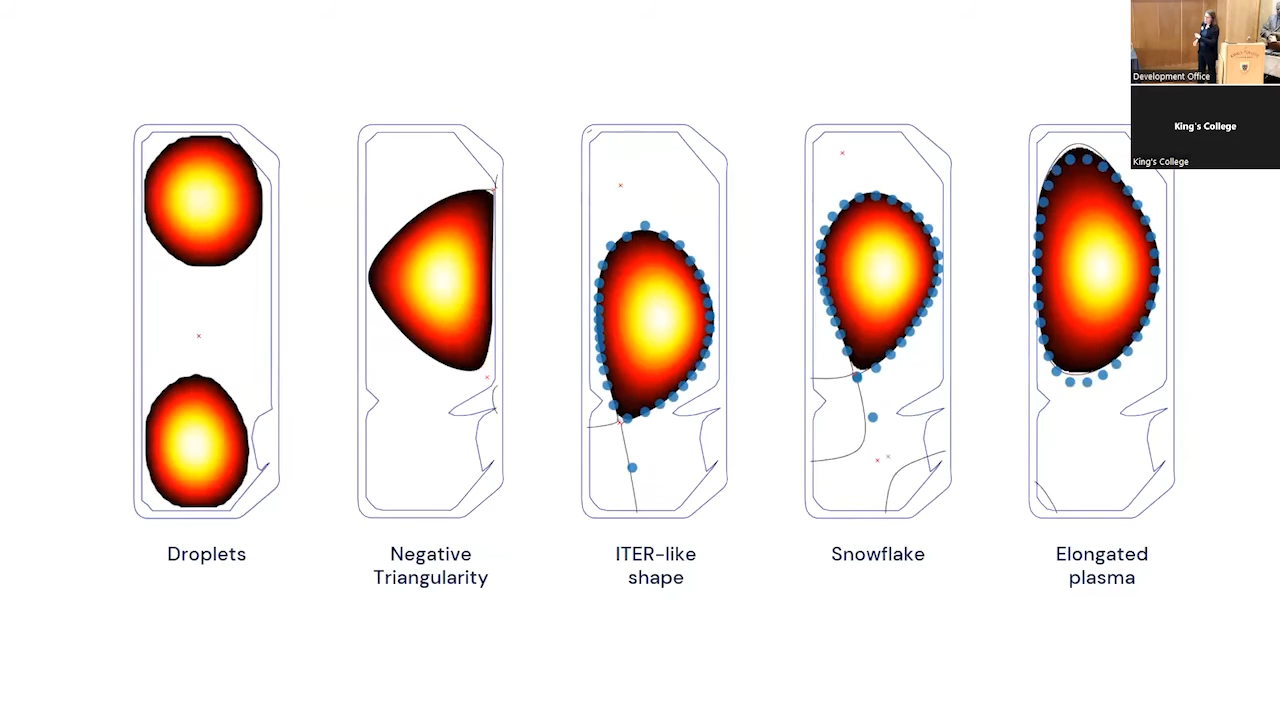 Development Office
King's College
King's College
Droplets
Negative
Triangularity
ITER-like
shape
Snowflake
Elongated
plasma